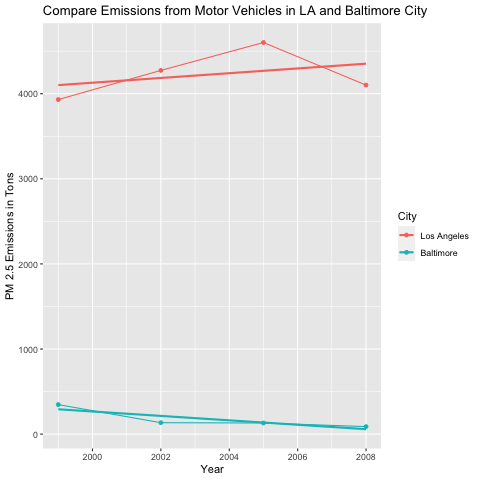 Compare Emissions from Motor Vehicles in LA and Baltimore City
PM 2.5 Emissions in Tons
4000
3000
2000
1000
0
2000
2002
2004
2006
2008
Year
City
Los Angeles
Baltimore